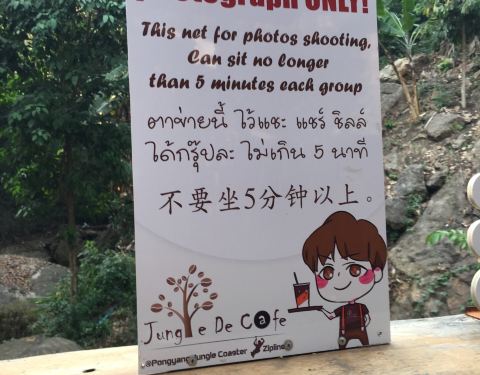 Photograph ONLY!
This net for photos shooting,
Can sit no longer
than 5 minutes each group
ตาข่ายนี้ ไว้แชะ แชร์ ชิลล์
ได้กรุ๊ปละ ไม่เกิน 5 นาที
不要坐5分钟以上。
Jungle De Cafe
@Pongyang Jungle Coaster Zipline